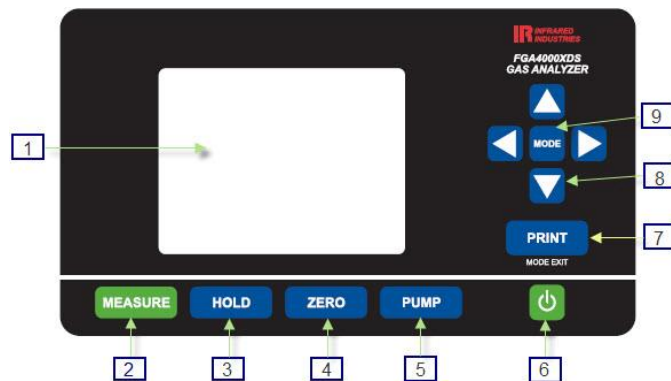 IR INFRARED
INDUSTRIES
FGA4000XDS
GAS ANALYZER
9
1
MODE
8
PRINT
7
MODE EXIT
MEASURE
HOLD
ZERO
PUMP
2
3
4
5
6